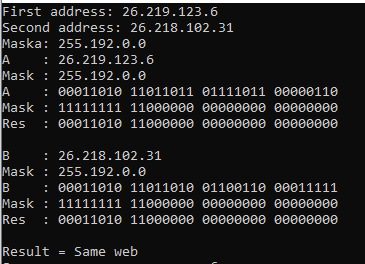 First address: 26.219.123.6
Second address: 26.218.102.31
Maska: 255.192.0.0
A    : 26.219.123.6
Mask : 255.192.0.0
A    : 00011010 11011011 01111011 00000110
Mask : 11111111 11000000 00000000 00000000
Res  : 00011010 11000000 00000000 00000000

B    : 26.218.102.31
Mask : 255.192.0.0
B    : 00011010 11011010 01100110 00011111
Mask : 11111111 11000000 00000000 00000000
Res  : 00011010 11000000 00000000 00000000

Result = Same web